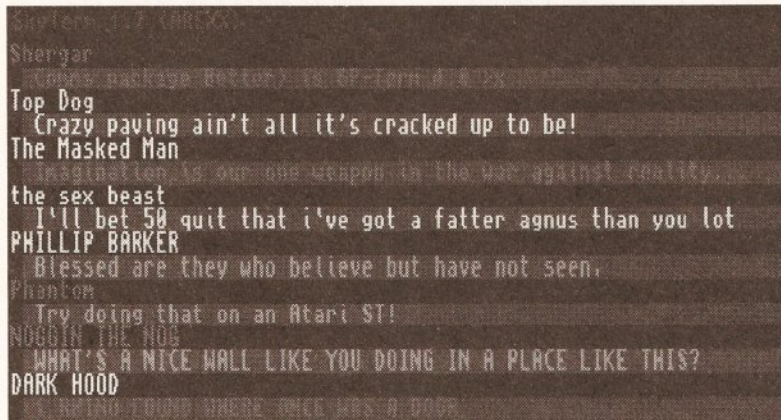 Shergar
Top Dog
Crazy paving ain't all it's cracked up to be!
The Masked Man
Imagination is our one weapon in the war against reality...
the sex beast
I'll bet 50 quit that i've got a fatter agnus than you lot
PHILLIP BARKER
Blessed are they who believe but have not seen.
Phantom
Try doing that on an Atari ST!
NOGGIN THE NOG
WHAT'S A NICE WALL LIKE YOU DOING IN A PLACE LIKE THIS?
DARK HOOD